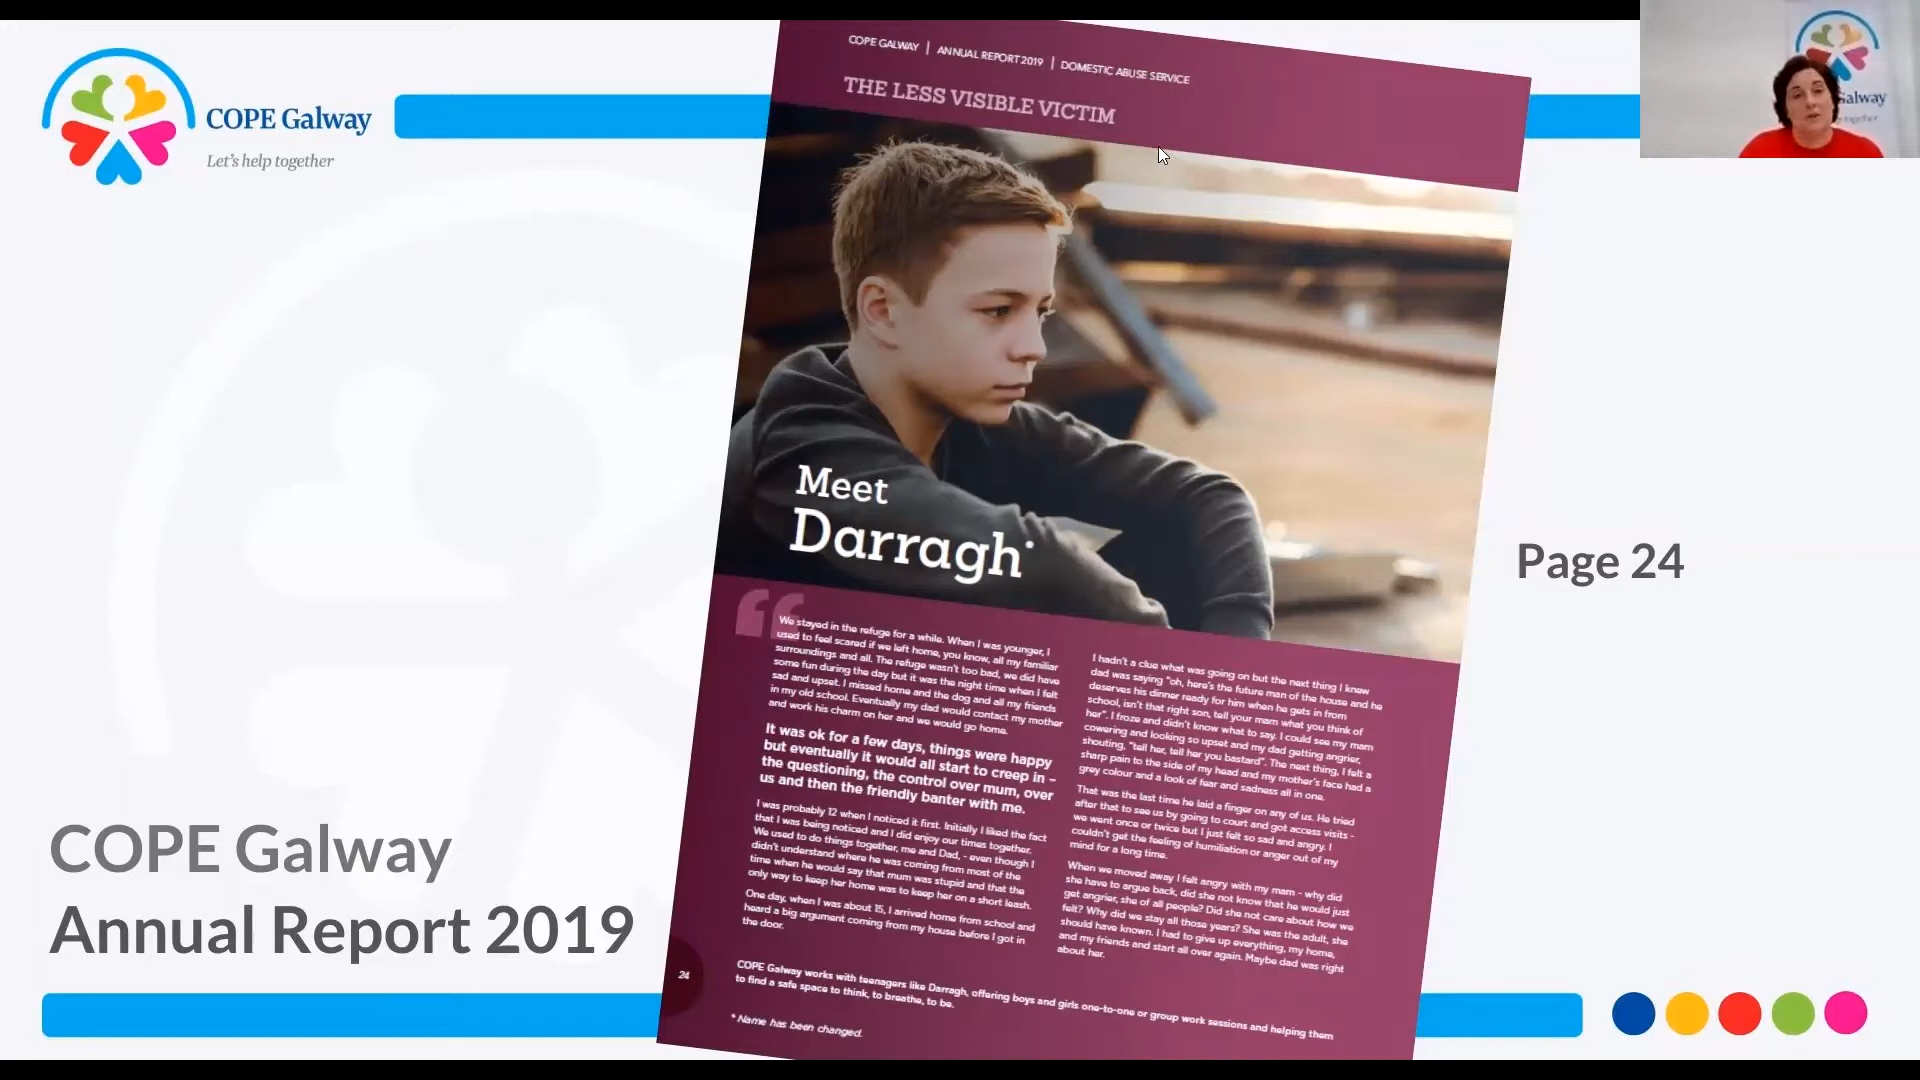 COPE Galway
Let's help together
COPE GALWAY | ANNUAL REPORT 2019 | DOMESTIC ABUSE SERVICE
THE LESS VISIBLE VICTIM
Galway
together
Meet
Darragh*
Page 24
“
We stayed in the refuge for a while. When I was younger, I
used to feel scared if we left home, you know, all my familiar
surroundings and all. The refuge wasn't too bad, we did have
some fun during the day but it was the night time when I felt
sad and upset. I missed home and the dog and all my friends
in my old school. Eventually my dad would contact my mother
and work his charm on her and we would go home.
It was ok for a few days, things were happy
but eventually it would all start to creep in –
the questioning, the control over mum, over
us and then the friendly banter with me.
I was probably 12 when I noticed it first. Initially I liked the fact
that I was being noticed and I did enjoy our times together.
We used to do things together, me and Dad, - even though I
didn't understand where he was coming from most of the
time when he would say that mum was stupid and that the
only way to keep her home was to keep her on a short leash.
One day, when I was about 15, I arrived home from school and
heard a big argument coming from my house before I got in
the door.
I hadn't a clue what was going on but the next thing I knew
dad was saying "oh, here's the future man of the house and he
deserves his dinner ready for him when he gets in from
school, isn't that right son, tell your mam what you think of
her". I froze and didn't know what to say. I could see my mam
cowering and looking so upset and my dad getting angrier,
shouting, "tell her, tell her you bastard". The next thing, I felt a
sharp pain to the side of my head and my mother's face had a
grey colour and a look of fear and sadness all in one.
That was the last time he laid a finger on any of us. He tried
after that to see us by going to court and got access visits -
we went once or twice but I just felt so sad and angry. I
couldn't get the feeling of humiliation or anger out of my
mind for a long time.
When we moved away I felt angry with my mam - why did
she have to argue back, did she not know that he would just
get angrier, she of all people? Did she not care about how we
felt? Why did we stay all those years? She was the adult, she
should have known. I had to give up everything, my home,
and my friends and start all over again. Maybe dad was right
about her.
COPE Galway works with teenagers like Darragh, offering boys and girls one-to-one or group work sessions and helping them
to find a safe space to think, to breathe, to be.
* Name has been changed.
24
COPE Galway
Annual Report 2019